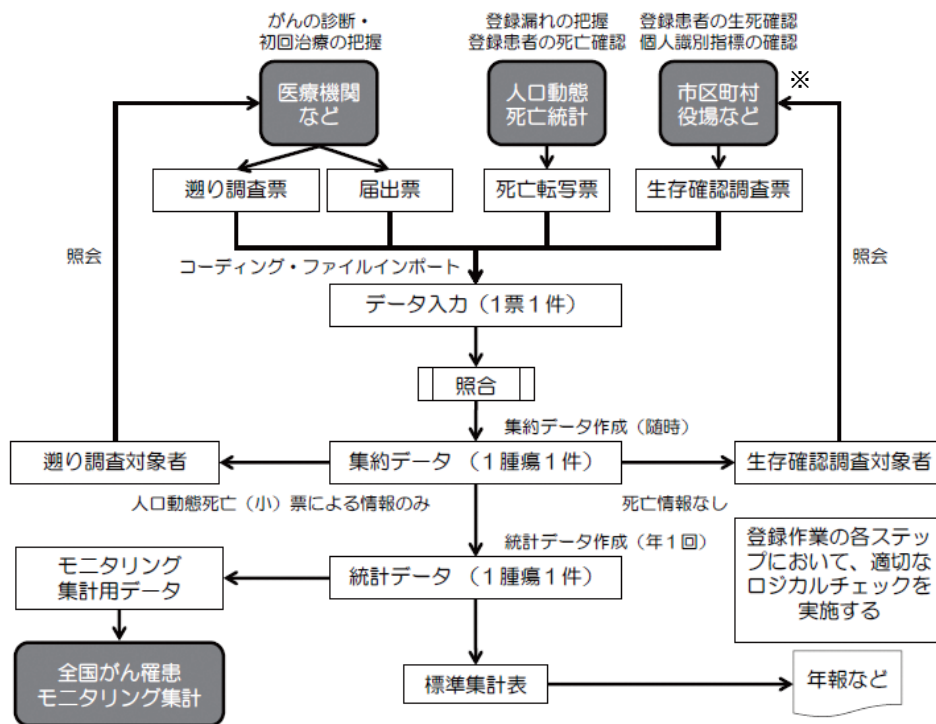 がんの診断・
初回治療の把握
登録漏れの把握
登録患者の死亡確認
登録患者の生死確認
個人識別指標の確認
医療機関
など
人口動態
死亡統計
市区町村
役場など
※
遡り調査票
届出票
死亡転写票
生存確認調査票
照会
照会
コーディング・ファイルインポート
データ入力（1票1件）
照合
集約データ作成（随時）
遡り調査対象者
集約データ （1腫瘍1件）
生存確認調査対象者
人口動態死亡（小）票による情報のみ
死亡情報なし
統計データ作成（年1回）
モニタリング
集計用データ
統計データ （1腫瘍1件）
登録作業の各ステッ
プにおいて、適切な
ロジカルチェックを
実施する
全国がん罹患
モニタリング集計
標準集計表
年報など